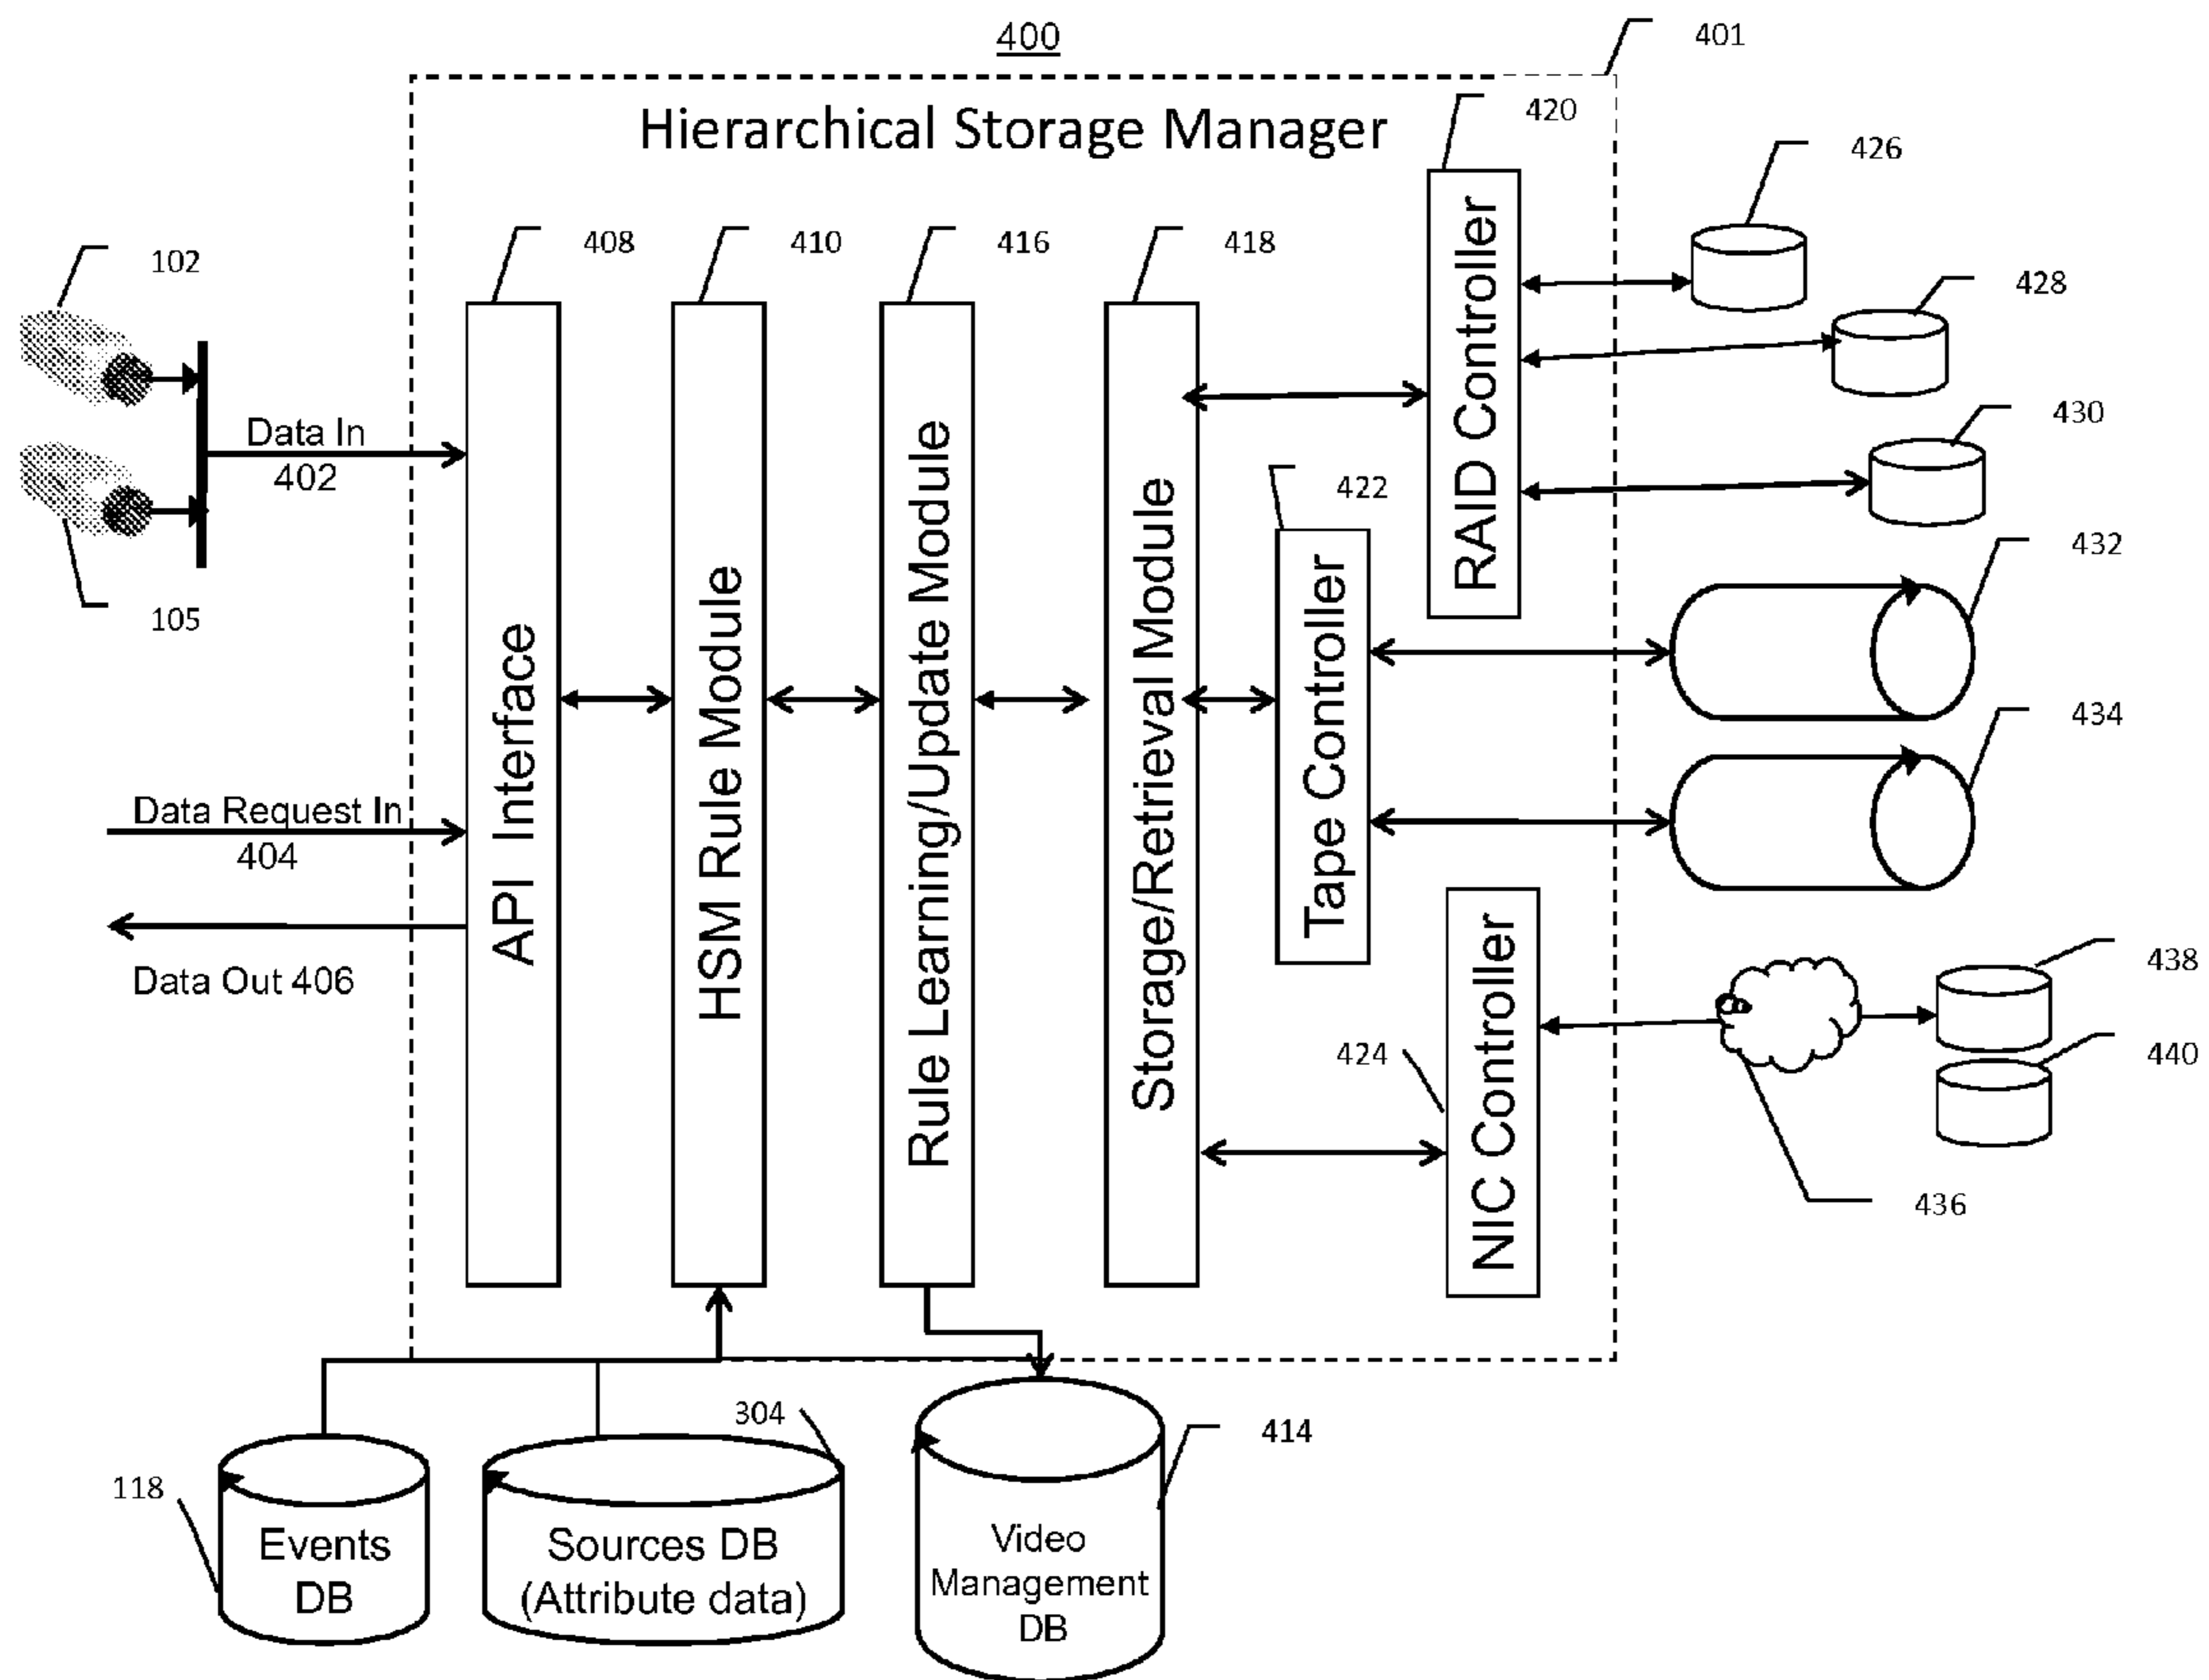 400
401
Hierarchical Storage Manager
420
426
408
410
416
418
102
428
Data In
402
430
422
432
105
RAID Controller
API Interface
HSM Rule Module
Rule Learning/Update Module
Storage/Retrieval Module
Tape Controller
434
Data Request In
404
Data Out 406
NIC Controller
438
424
440
436
304
414
118
Events
DB
Sources DB
(Attribute data)
Video
Management
DB